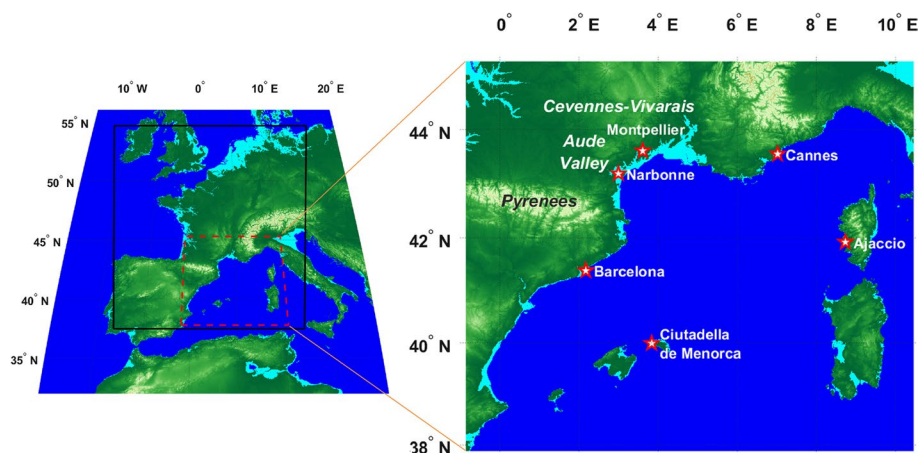 0° 2° E 4° E 6° E 8° E 10° E
10° W 0° 10° E 20° E
55° N
50° N
45° N
40° N
35° N
44° N
42° N
40° N
38° N
Cevennes-Vivarais
Montpellier
Aude
Valley
Narbonne
Cannes
Pyrenees
Ajaccio
Barcelona
Ciutadella
de Menorca